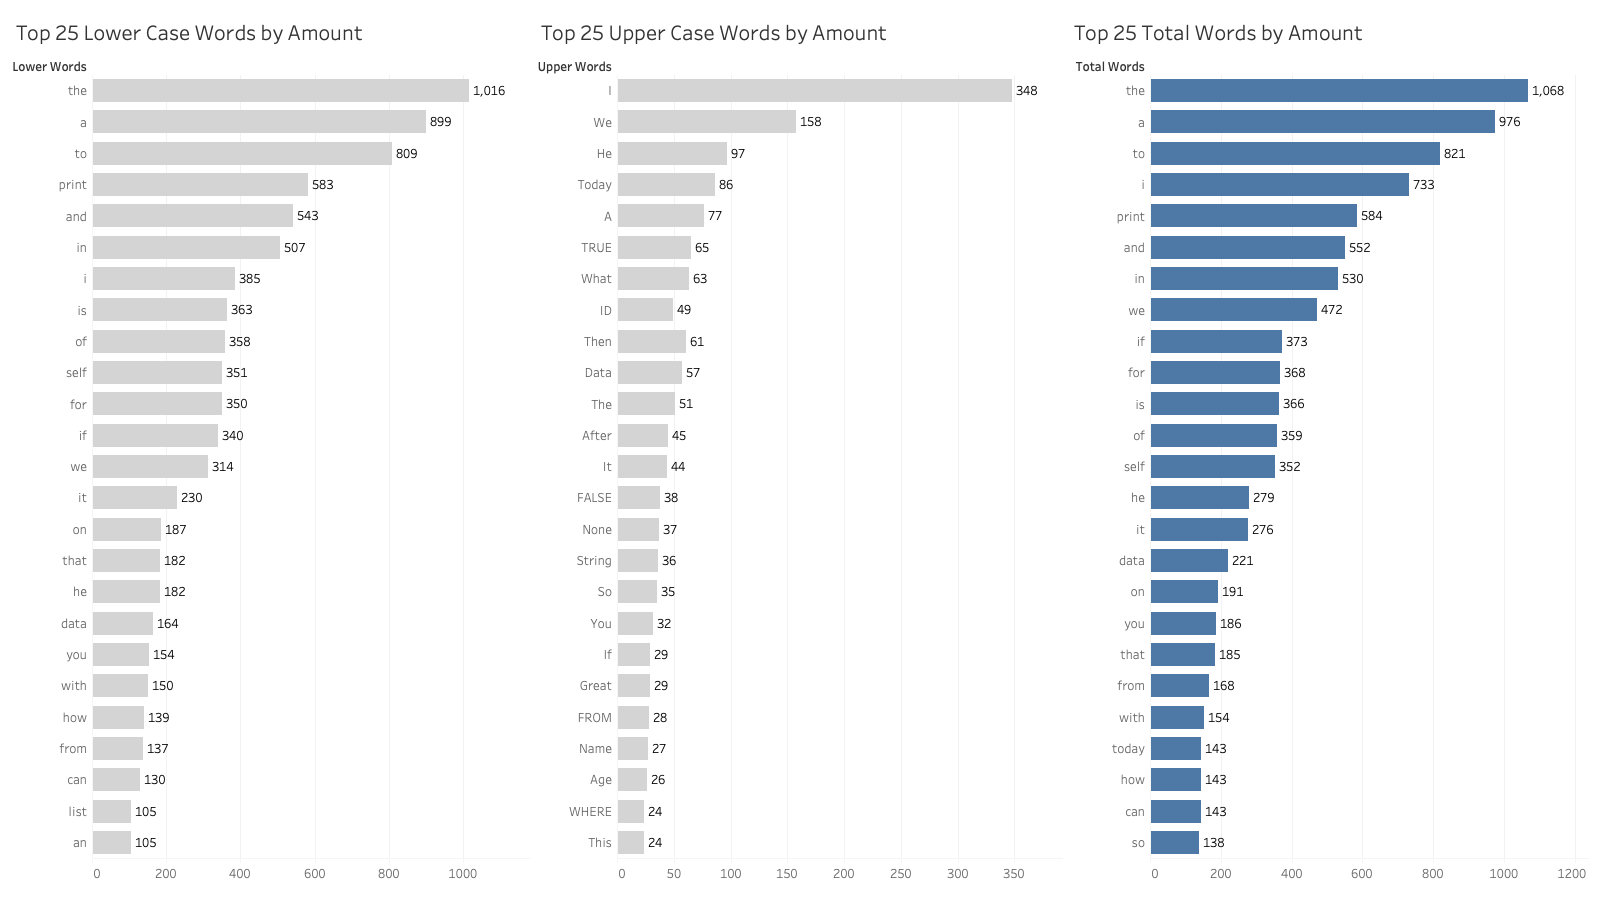 Top 25 Lower Case Words by Amount
Lower Words
the 1,016
a 899
to 809
print 583
and 543
in 507
i 385
is 363
of 358
self 351
for 350
if 340
we 314
it 230
on 187
that 182
he 182
data 164
you 154
with 150
how 139
from 137
can 130
list 105
an 105
0 200 400 600 800 1000
Top 25 Upper Case Words by Amount
Upper Words
I 348
We 158
He 97
Today 86
A 77
TRUE 65
What 63
ID 49
Then 61
Data 57
The 51
After 45
It 44
FALSE 38
None 37
String 36
So 35
You 32
If 29
Great 29
FROM 28
Name 27
Age 26
WHERE 24
This 24
0 50 100 150 200 250 300 350
Top 25 Total Words by Amount
Total Words
the 1,068
a 976
to 821
i 733
print 584
and 552
in 530
we 472
if 373
for 368
is 366
of 359
self 352
he 279
it 276
data 221
on 191
you 186
that 185
from 168
with 154
today 143
how 143
can 143
so 138
0 200 400 600 800 1000 1200